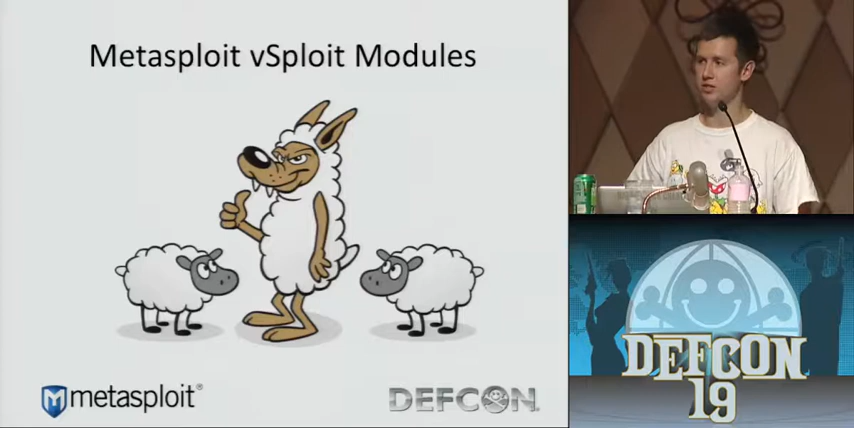 Metasploit vSploit Modules
metasploit®
DEFCON
DEFCON
19